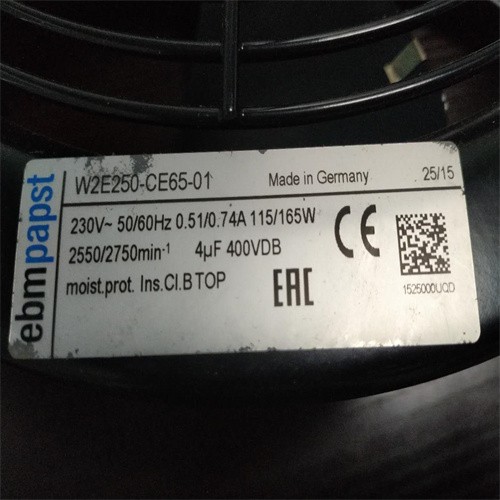 ebmpapst
W2E250-CE65-01 Made in Germany 25/15
230V~ 50/60Hz 0.51/0.74A 115/165W
2550/2750min-1 4µF 400VDB
moist.prot. Ins.Cl.B TOP
CE
EAC
1525000UQD